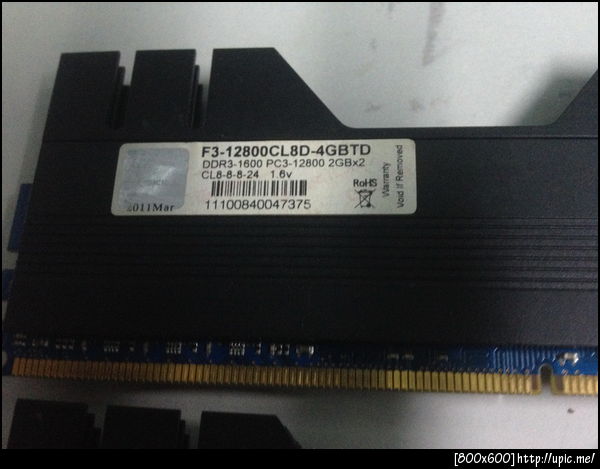 F3-12800CL8D-4GBTD
DDR3-1600 PC3-12800 2GBx2
CL8-8-8-24 1.6v
11100840047375
2011Mar
RoHS
Warranty
Void If Removed
[800x600]http://upic.me/